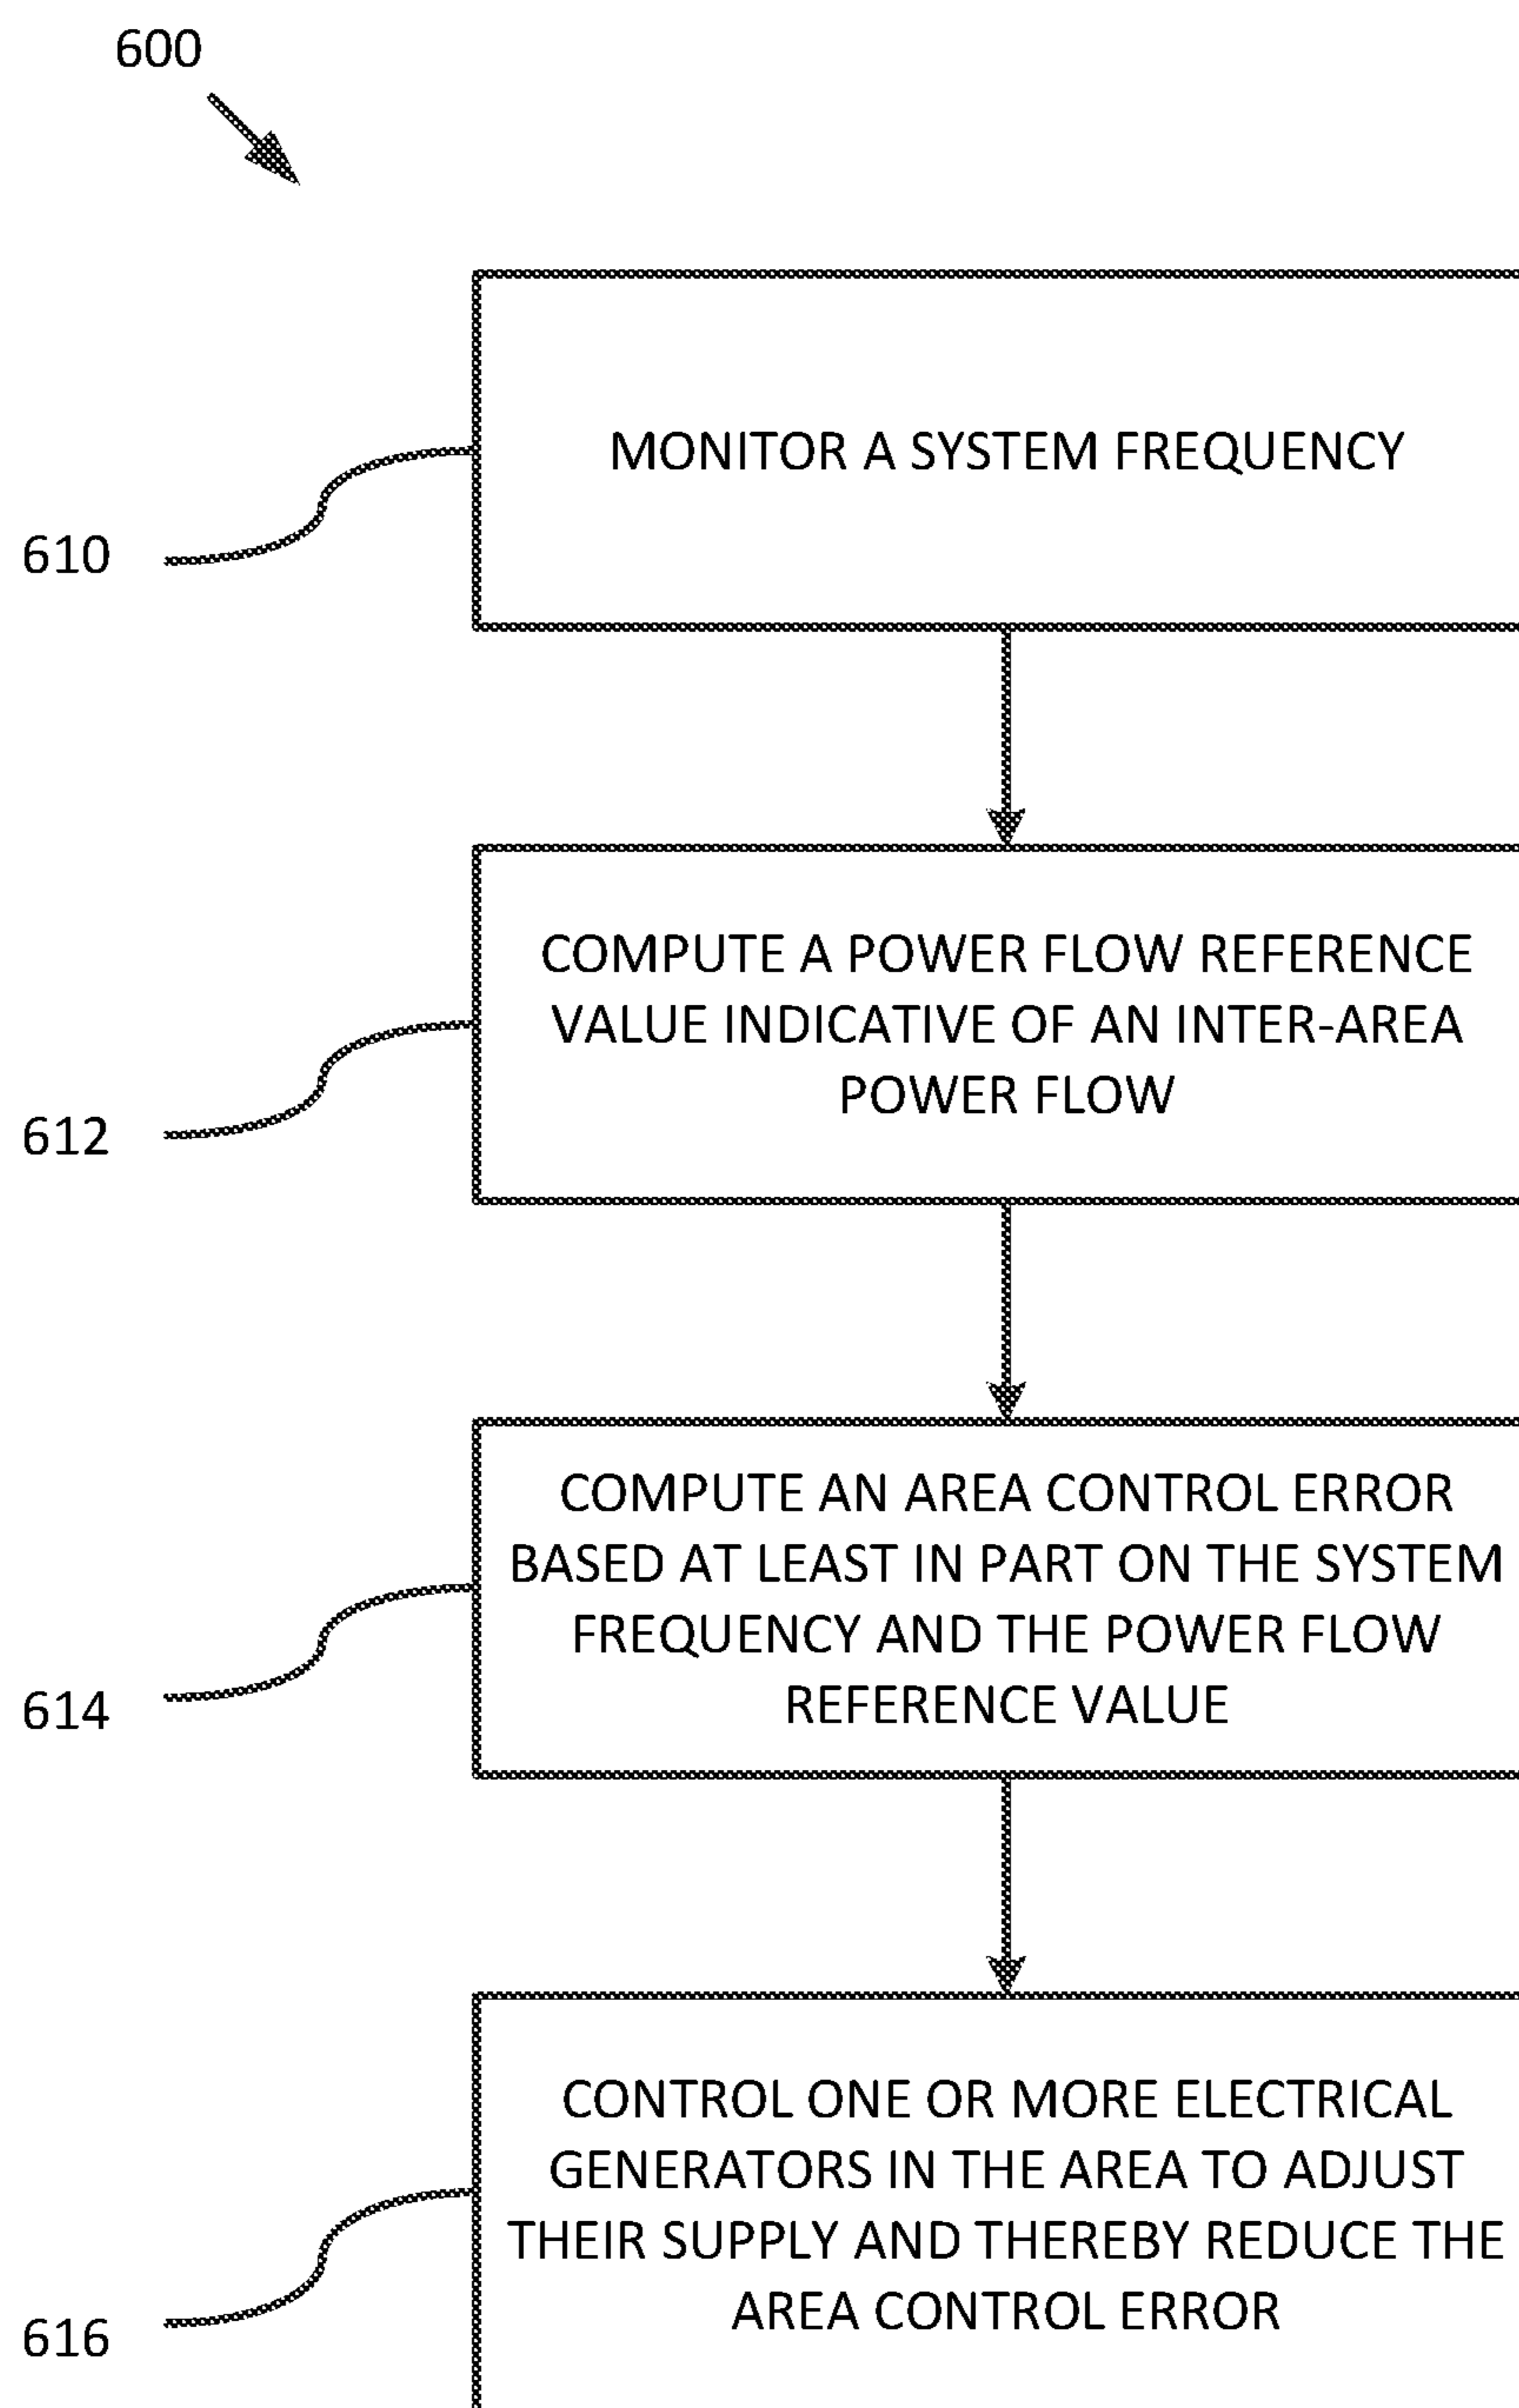 600
MONITOR A SYSTEM FREQUENCY
610
COMPUTE A POWER FLOW REFERENCE
VALUE INDICATIVE OF AN INTER-AREA
POWER FLOW
612
COMPUTE AN AREA CONTROL ERROR
BASED AT LEAST IN PART ON THE SYSTEM
FREQUENCY AND THE POWER FLOW
REFERENCE VALUE
614
CONTROL ONE OR MORE ELECTRICAL
GENERATORS IN THE AREA TO ADJUST
THEIR SUPPLY AND THEREBY REDUCE THE
AREA CONTROL ERROR
616